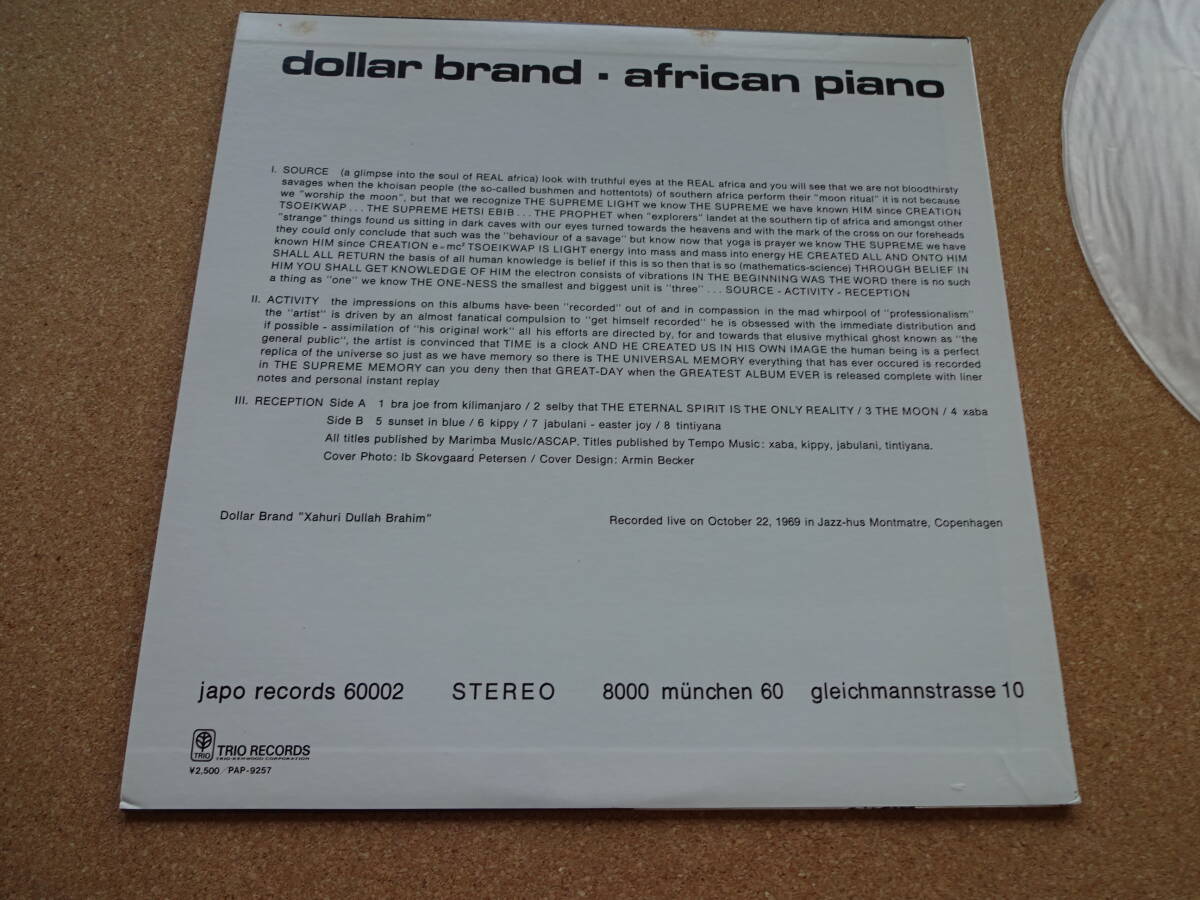 dollar brand · african piano
I. SOURCE (a glimpse into the soul of REAL africa) look with truthful eyes at the REAL africa and you will see that we are not bloodthirsty
savages when the khoisan people (the so-called bushmen and hottentots) of southern africa perform their "moon ritual" it is not because
we "worship the moon", but that we recognize THE SUPREME LIGHT we know THE SUPREME we have known HIM since CREATION
TSOEIKWAP . . . THE SUPREME HETSI EBIB . . . THE PROPHET when "explorers" landet at the southern tip of africa and amongst other
"strange" things found us sitting in dark caves with our eyes turned towards the heavens and with the mark of the cross on our foreheads
they could only conclude that such was the "behaviour of a savage" but know now that yoga is prayer we know THE SUPREME we have
known HIM since CREATION e=mc² TSOEIKWAP IS LIGHT energy into mass and mass into energy HE CREATED ALL AND ONTO HIM
SHALL ALL RETURN the basis of all human knowledge is belief if this is so then that is so (mathematics-science) THROUGH BELIEF IN
HIM YOU SHALL GET KNOWLEDGE OF HIM the electron consists of vibrations IN THE BEGINNING WAS THE WORD there is no such
a thing as "one" we know THE ONE-NESS the smallest and biggest unit is "three" . . . SOURCE - ACTIVITY - RECEPTION
II. ACTIVITY the impressions on this albums have been "recorded" out of and in compassion in the mad whirpool of "professionalism"
the "artist" is driven by an almost fanatical compulsion to "get himself recorded" he is obsessed with the immediate distribution and
if possible - assimilation of "his original work" all his efforts are directed by, for and towards that elusive mythical ghost known as "the
general public", the artist is convinced that TIME is a clock AND HE CREATED US IN HIS OWN IMAGE the human being is a perfect
replica of the universe so just as we have memory so there is THE UNIVERSAL MEMORY everything that has ever occured is recorded
in THE SUPREME MEMORY can you deny then that GREAT-DAY when the GREATEST ALBUM EVER is released complete with liner
notes and personal instant replay
III. RECEPTION Side A 1 bra joe from kilimanjaro / 2 selby that THE ETERNAL SPIRIT IS THE ONLY REALITY / 3 THE MOON / 4 xaba
Side B 5 sunset in blue / 6 kippy / 7 jabulani - easter joy / 8 tintiyana
All titles published by Marimba Music/ASCAP. Titles published by Tempo Music: xaba, kippy, jabulani, tintiyana.
Cover Photo: Ib Skovgaard Petersen / Cover Design: Armin Becker
Dollar Brand "Xahuri Dullah Brahim"
Recorded live on October 22, 1969 in Jazz-hus Montmatre, Copenhagen
japo records 60002 STEREO 8000 münchen 60 gleichmannstrasse 10
TRIO
TRIO RECORDS
TRIO-KENWOOD CORPORATION
¥2,500 / PAP-9257